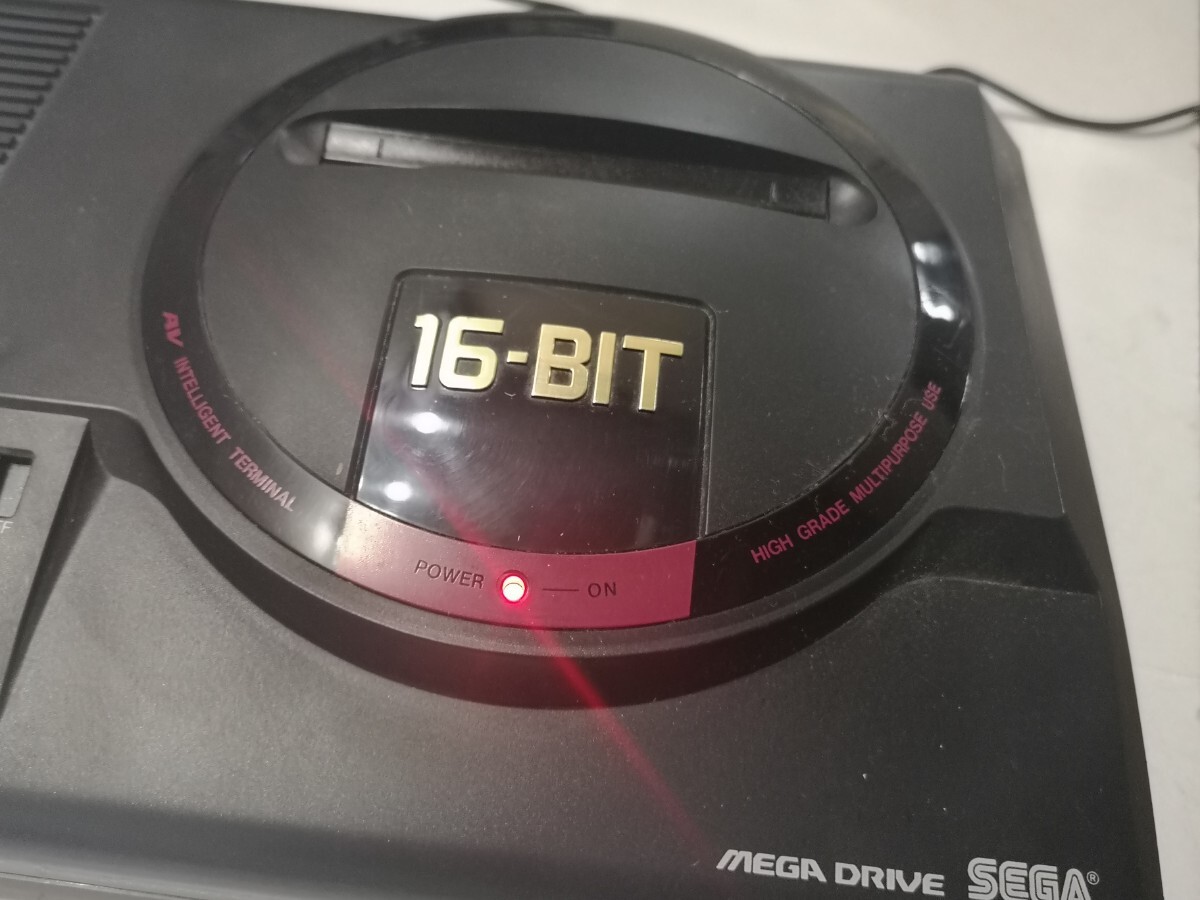 16-BIT
AV INTELLIGENT TERMINAL
HIGH GRADE MULTIPURPOSE USE
POWER — ON
MEGA DRIVE SEGA®